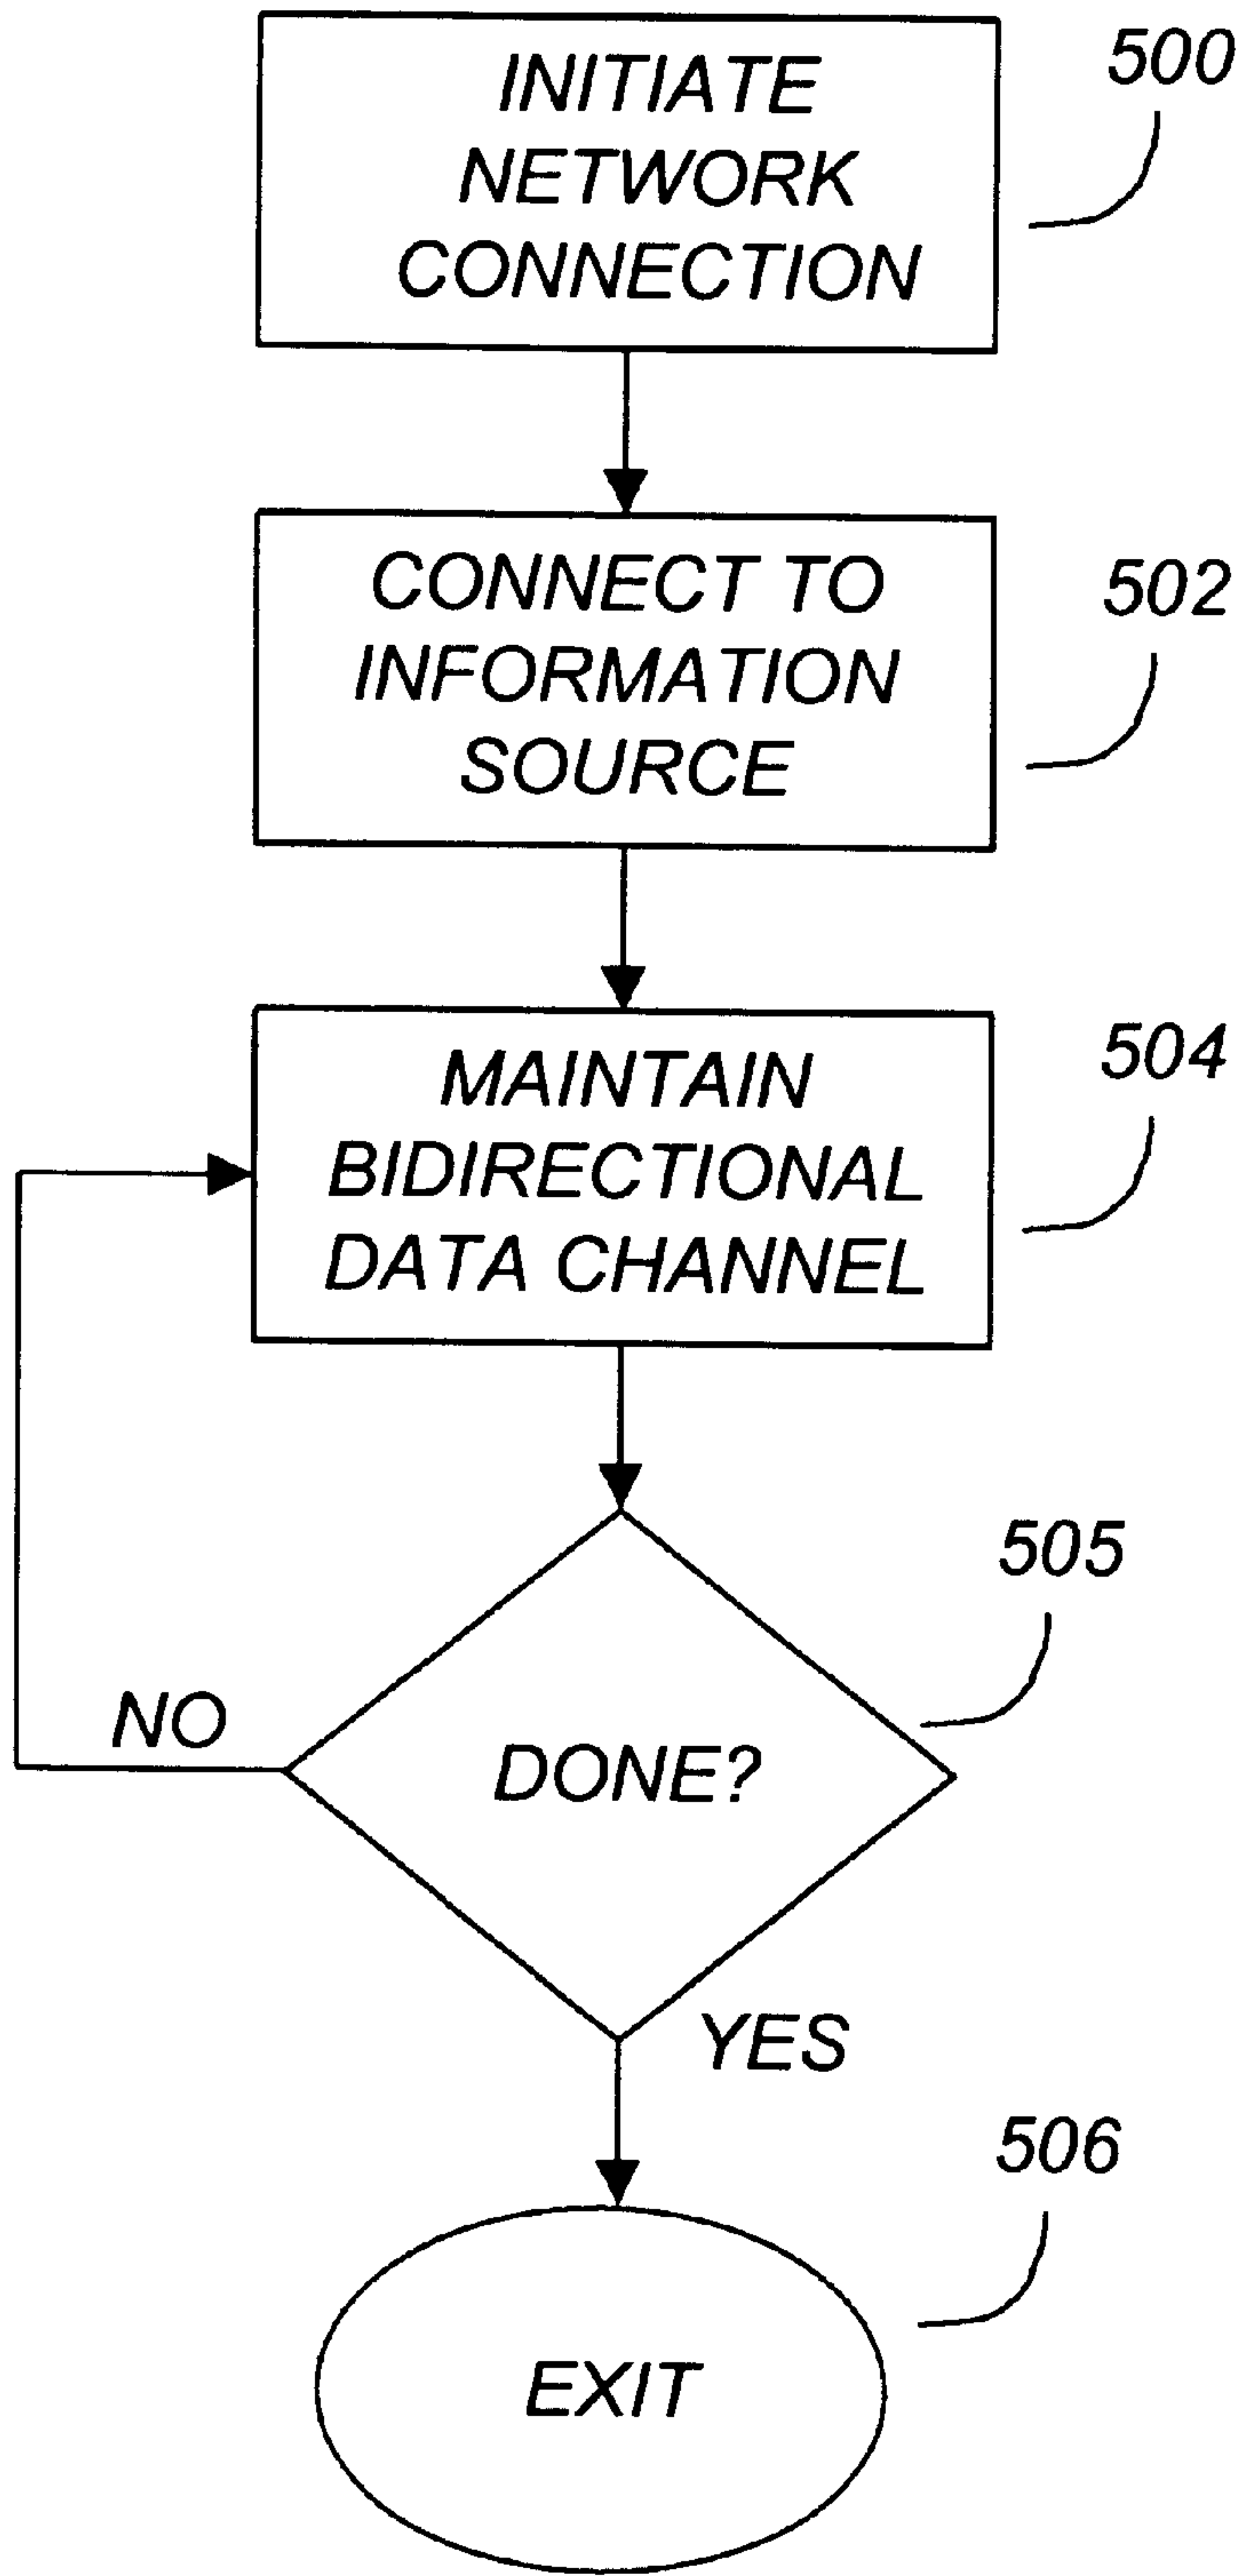 INITIATE
NETWORK
CONNECTION
500
CONNECT TO
INFORMATION
SOURCE
502
MAINTAIN
BIDIRECTIONAL
DATA CHANNEL
504
505
NO
DONE?
YES
506
EXIT